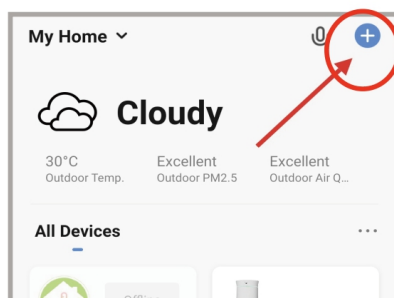 My Home
Cloudy
30°C Excellent Excellent
Outdoor Temp. Outdoor PM2.5 Outdoor Air Q...
All Devices